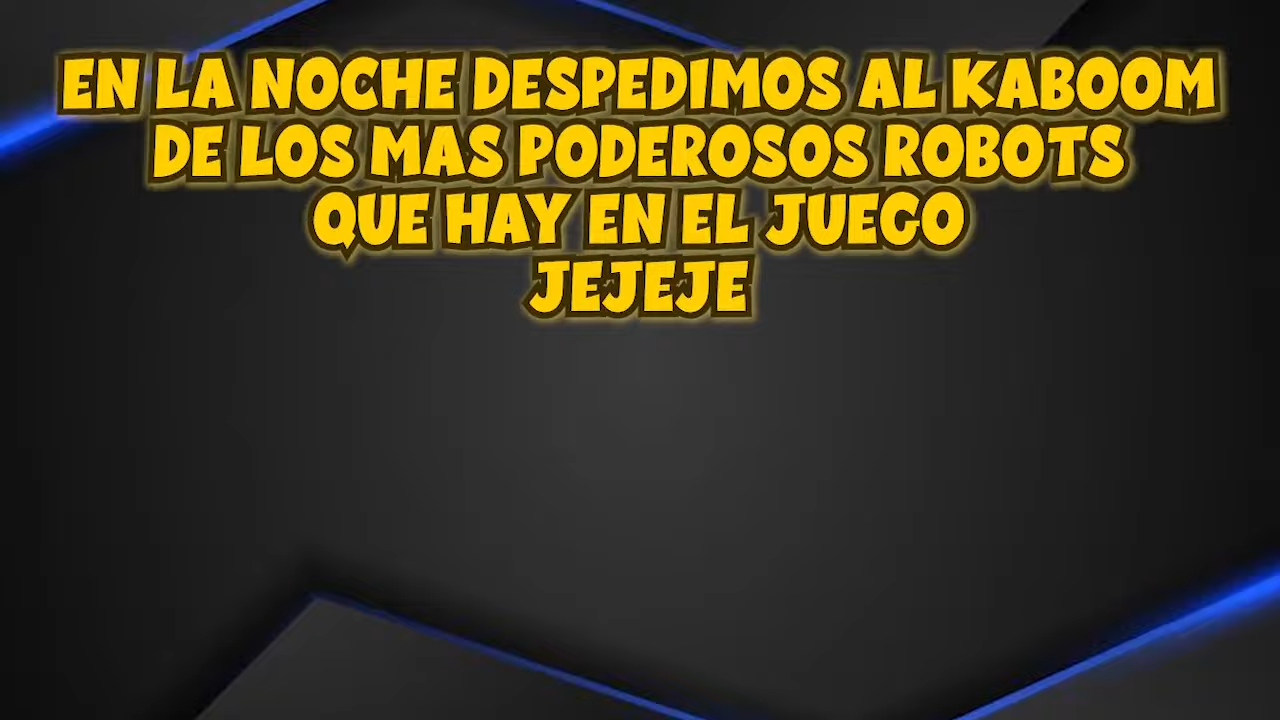 EN LA NOCHE DESPEDIMOS AL KABOOM
DE LOS MAS PODEROSOS ROBOTS
QUE HAY EN EL JUEGO
JEJEJE